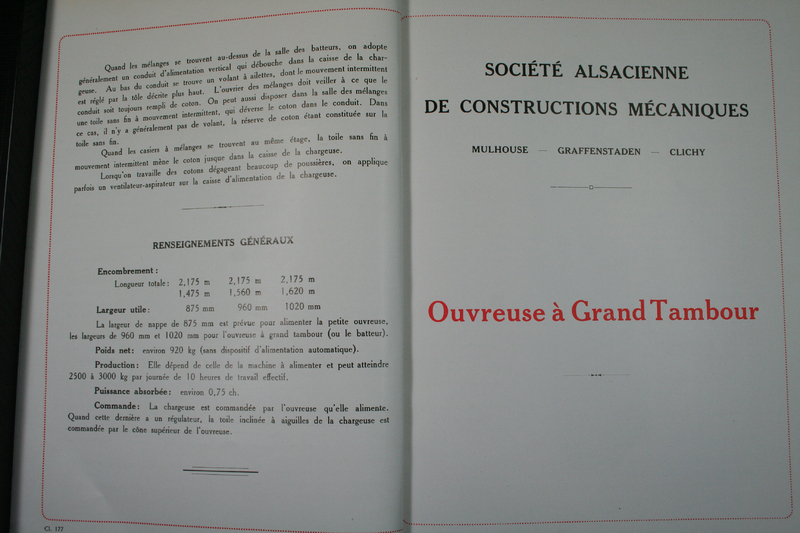 Quand les mélanges se trouvent au-dessus de la salle des batteurs, on adopte
généralement un conduit d'alimentation vertical qui débouche dans la caisse de la char-
geuse. Au bas du conduit se trouve un volant à ailettes, dont le mouvement intermittent
est réglé par la tôle décrite plus haut. L'ouvrier des mélanges doit veiller à ce que le
conduit soit toujours rempli de coton. On peut aussi disposer dans la salle des mélanges
une toile sans fin à mouvement intermittent, qui déverse le coton dans le conduit. Dans
ce cas, il n'y a généralement pas de volant, la réserve de coton étant constituée sur la
toile sans fin.
Quand les casiers à mélanges se trouvent au même étage, la toile sans fin à
mouvement intermittent mène le coton jusque dans la caisse de la chargeuse.
Lorsqu'on travaille des cotons dégageant beaucoup de poussières, on applique
parfois un ventilateur-aspirateur sur la caisse d'alimentation de la chargeuse.
RENSEIGNEMENTS GÉNÉRAUX
Encombrement :
Longueur totale : 2,175 m 2,175 m 2,175 m
1,475 m 1,560 m 1,620 m
Largeur utile : 875 mm 960 mm 1020 mm
La largeur de nappe de 875 mm est prévue pour alimenter la petite ouvreuse,
les largeurs de 960 mm et 1020 mm pour l'ouvreuse à grand tambour (ou le batteur).
Poids net : environ 920 kg (sans dispositif d'alimentation automatique).
Production : Elle dépend de celle de la machine à alimenter et peut atteindre
2500 à 3000 kg par journée de 10 heures de travail effectif.
Puissance absorbée : environ 0,75 ch.
Commande : La chargeuse est commandée par l'ouvreuse qu'elle alimente.
Quand cette dernière a un régulateur, la toile inclinée à aiguilles de la chargeuse est
commandée par le cône supérieur de l'ouvreuse.
CL. 177
SOCIÉTÉ ALSACIENNE
DE CONSTRUCTIONS MÉCANIQUES
MULHOUSE — GRAFFENSTADEN — CLICHY
Ouvreuse à Grand Tambour